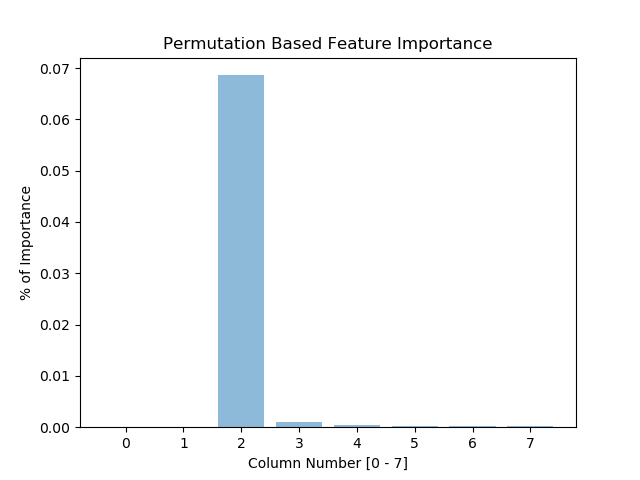 Permutation Based Feature Importance
0.07
0.06
0.05
0.04
0.03
0.02
0.01
0.00
% of Importance
0 1 2 3 4 5 6 7
Column Number [0 - 7]